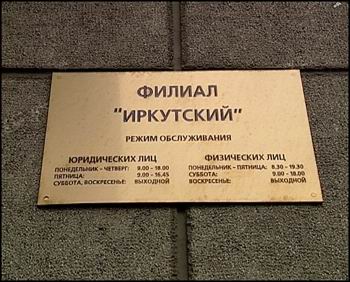 ФИЛИАЛ
"ИРКУТСКИЙ"
РЕЖИМ ОБСЛУЖИВАНИЯ
ЮРИДИЧЕСКИХ ЛИЦ
ПОНЕДЕЛЬНИК - ЧЕТВЕРГ: 9.00 - 18.00
ПЯТНИЦА: 9.00 - 16.45
СУББОТА, ВОСКРЕСЕНЬЕ: ВЫХОДНОЙ
ФИЗИЧЕСКИХ ЛИЦ
ПОНЕДЕЛЬНИК - ПЯТНИЦА: 8.30 - 19.30
СУББОТА: 9.00 - 18.00
ВОСКРЕСЕНЬЕ: ВЫХОДНОЙ